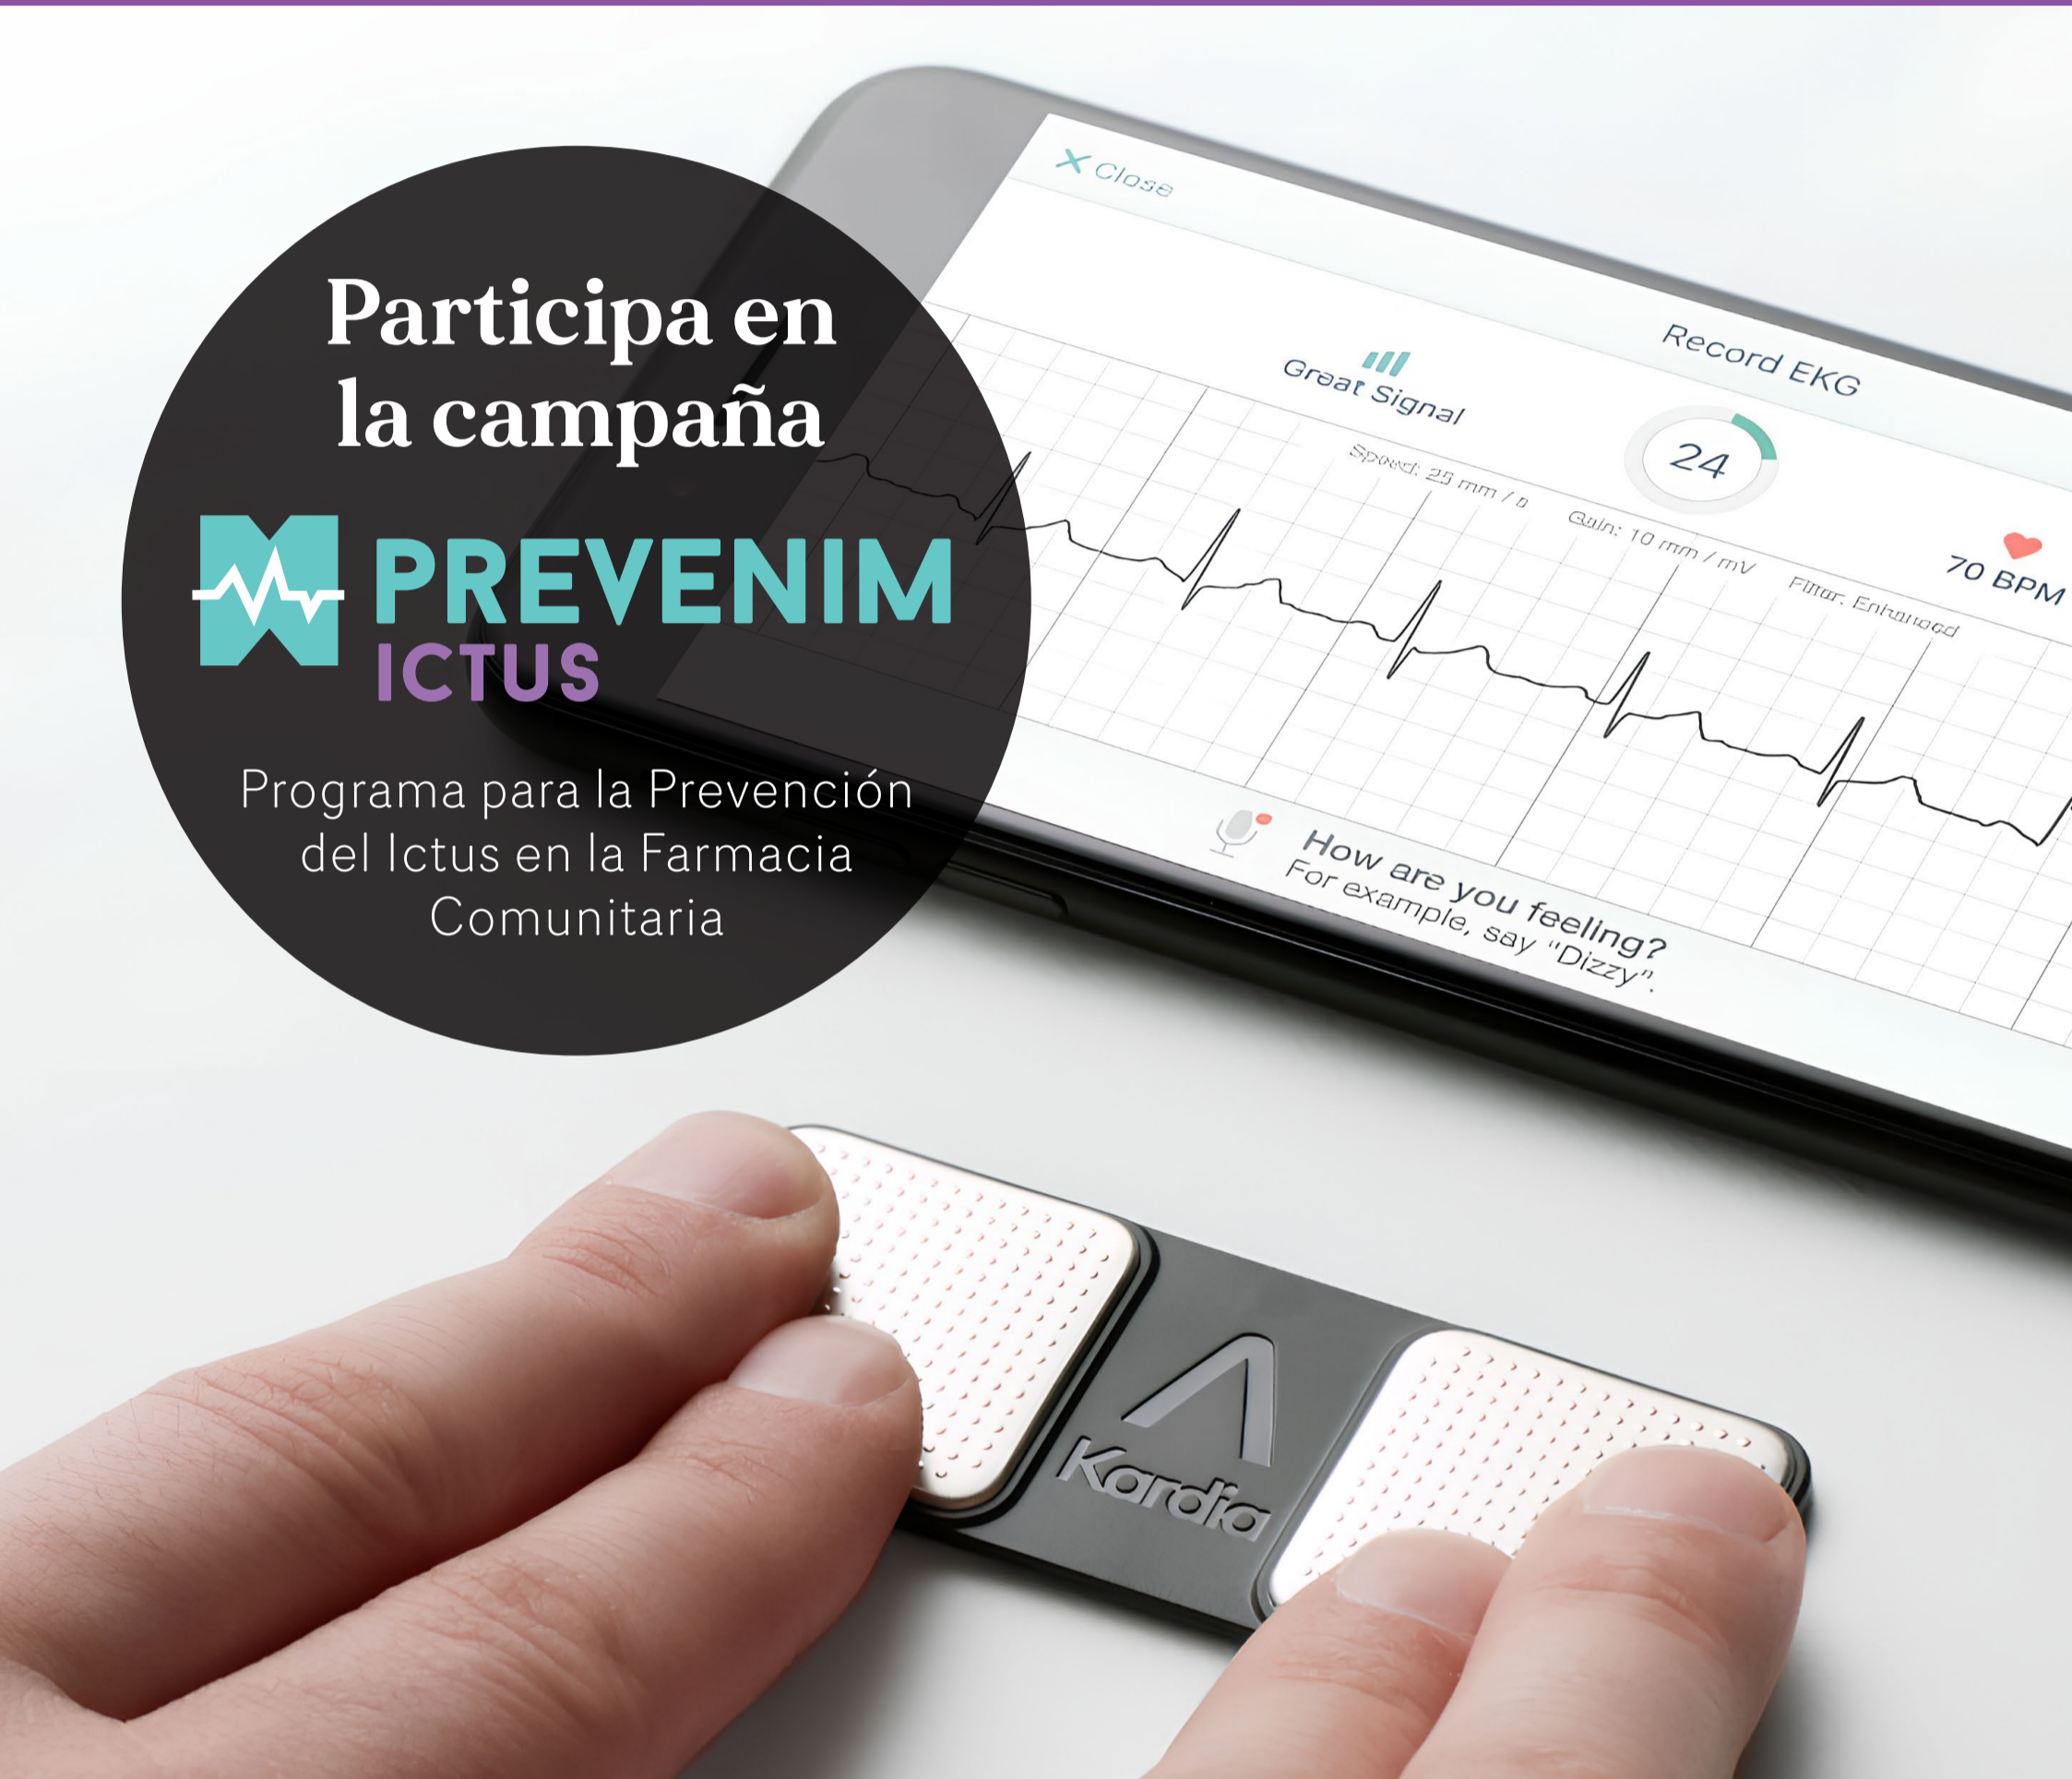 Participa en
la campaña
PREVENIM
ICTUS
Programa para la Prevención
del Ictus en la Farmacia
Comunitaria
X Close
Record EKG
Great Signal
24
70 BPM
Speed: 25 mm / s Gain: 10 mm / mV Filter: Enhanced
How are you feeling?
For example, say "Dizzy".
Kardia